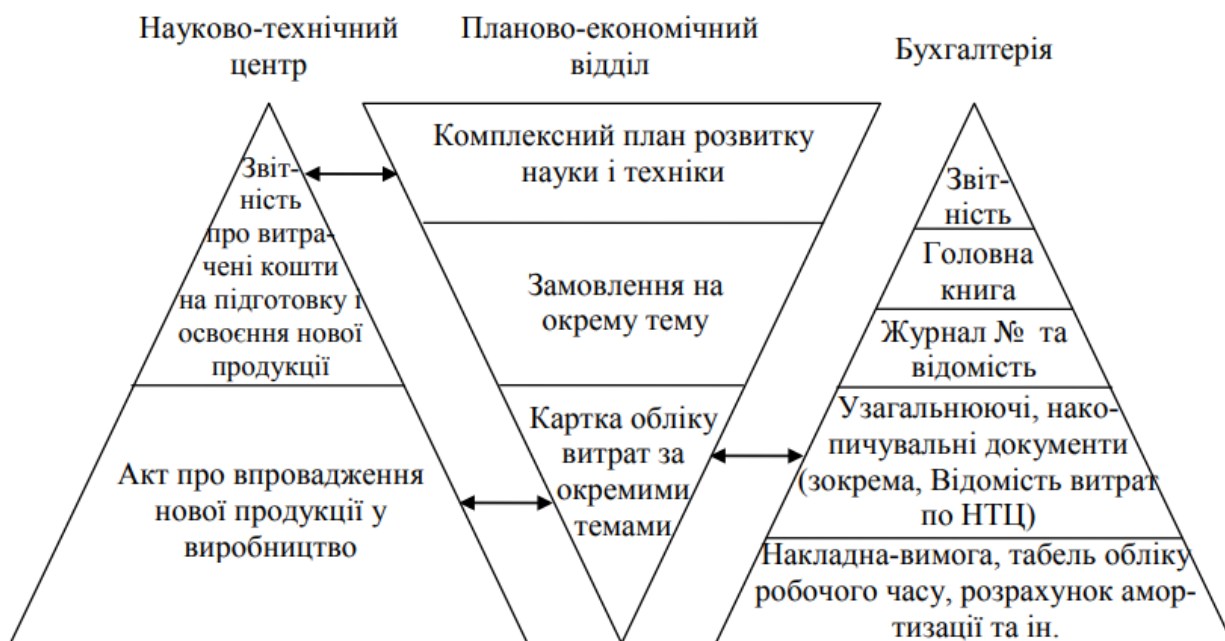 Науково-технічний
центр
Планово-економічний
відділ
Бухгалтерія
Звіт-
ність
про витра-
чені кошти
на підготовку і
освоєння нової
продукції
Акт про впровадження
нової продукції у
виробництво
Комплексний план розвитку
науки і техніки
Замовлення на
окрему тему
Картка обліку
витрат за
окремими
темами
Звіт-
ність
Головна
книга
Журнал № та
відомість
Узагальнюючі, нако-
пичувальні документи
(зокрема, Відомість витрат
по НТЦ)
Накладна-вимога, табель обліку
робочого часу, розрахунок амор-
тизації та ін.